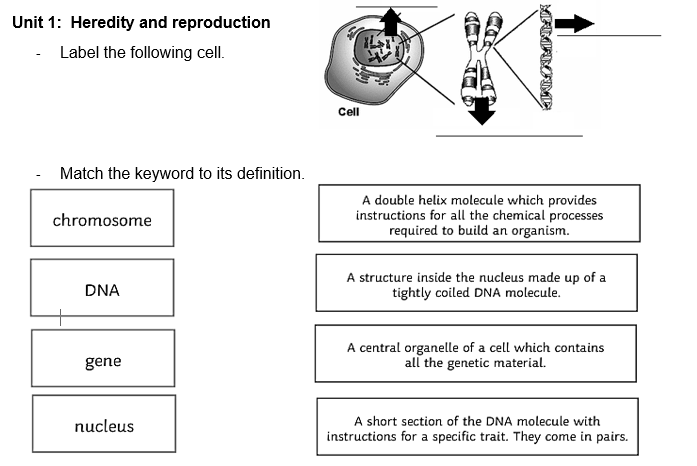 Unit 1:  Heredity and reproduction
- Label the following cell.
Cell
- Match the keyword to its definition.
chromosome
A double helix molecule which provides
instructions for all the chemical processes
required to build an organism.
DNA
A structure inside the nucleus made up of a
tightly coiled DNA molecule.
gene
A central organelle of a cell which contains
all the genetic material.
nucleus
A short section of the DNA molecule with
instructions for a specific trait. They come in pairs.